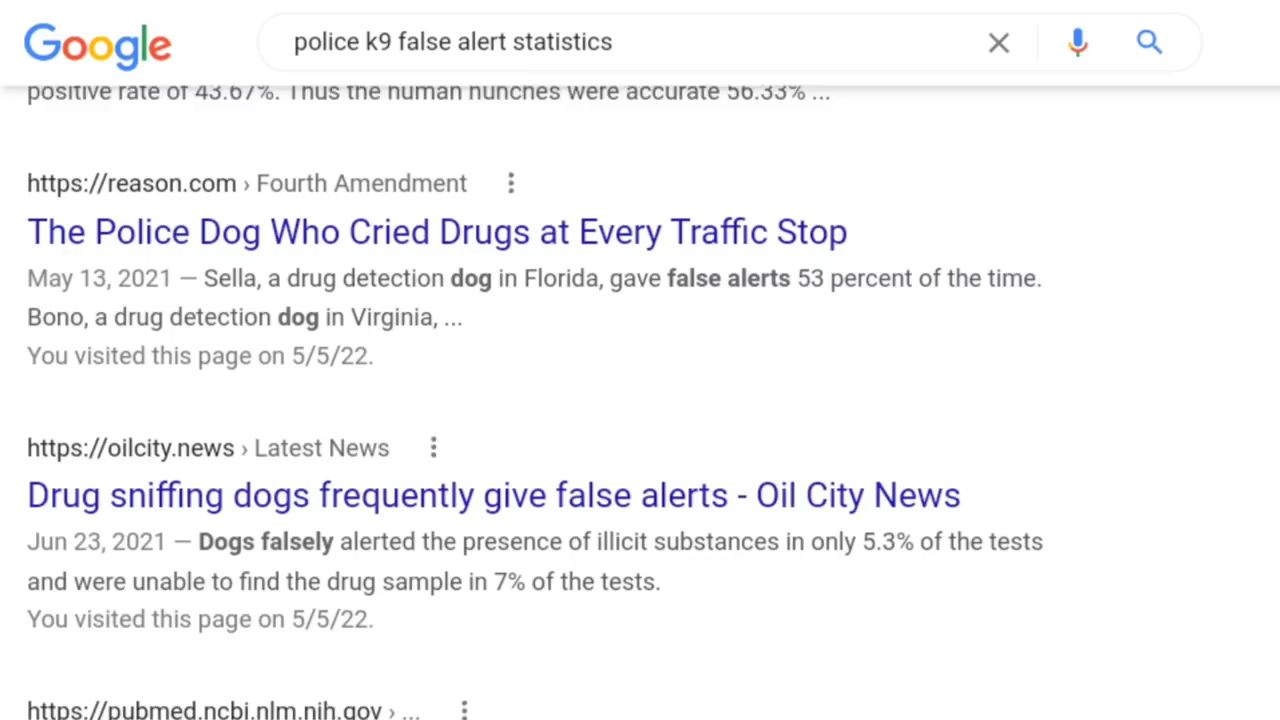 Google
police k9 false alert statistics
positive rate of 43.67%. Thus the human hunches were accurate 56.33% ...
https://reason.com › Fourth Amendment
The Police Dog Who Cried Drugs at Every Traffic Stop
May 13, 2021 — Sella, a drug detection dog in Florida, gave false alerts 53 percent of the time.
Bono, a drug detection dog in Virginia, ...
You visited this page on 5/5/22.
https://oilcity.news › Latest News
Drug sniffing dogs frequently give false alerts - Oil City News
Jun 23, 2021 — Dogs falsely alerted the presence of illicit substances in only 5.3% of the tests
and were unable to find the drug sample in 7% of the tests.
You visited this page on 5/5/22.
https://pubmed.ncbi.nlm.nih.gov › ...